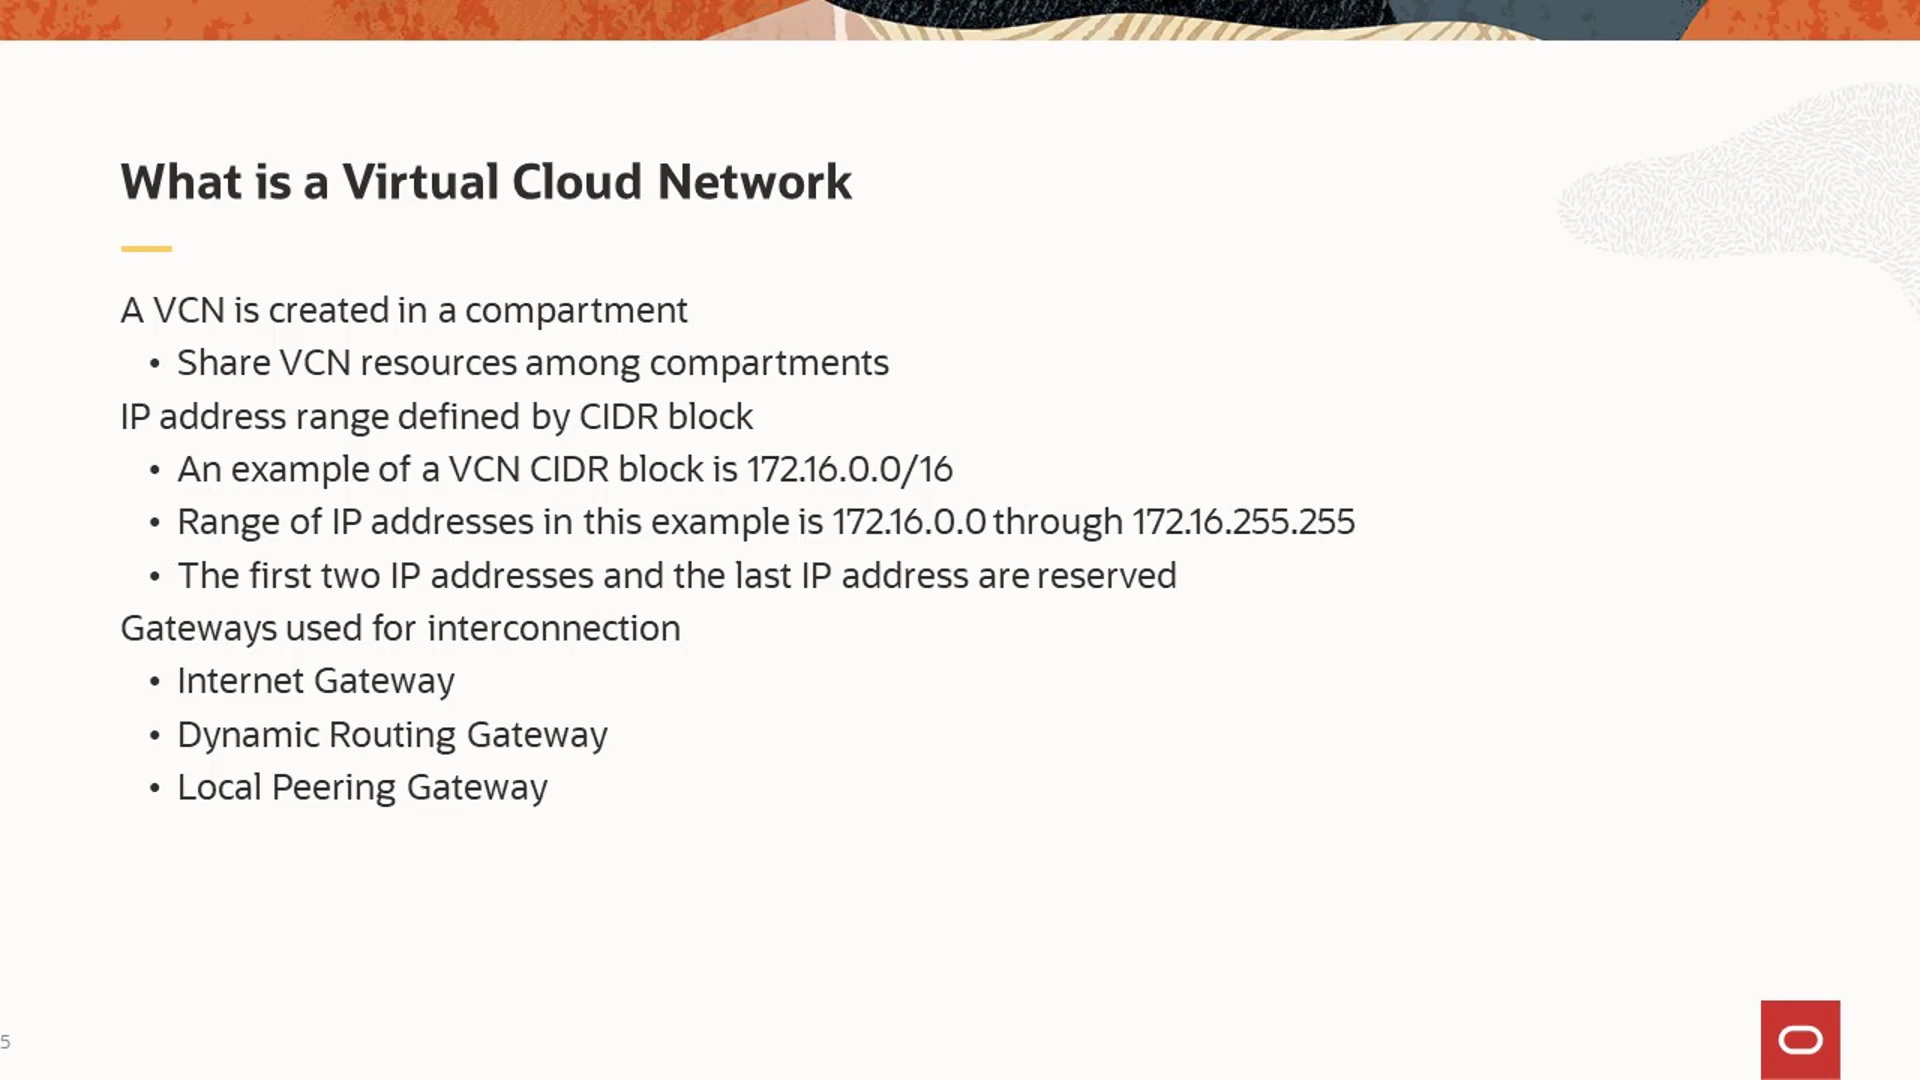 What is a Virtual Cloud Network
A VCN is created in a compartment
• Share VCN resources among compartments
IP address range defined by CIDR block
• An example of a VCN CIDR block is 172.16.0.0/16
• Range of IP addresses in this example is 172.16.0.0 through 172.16.255.255
• The first two IP addresses and the last IP address are reserved
Gateways used for interconnection
• Internet Gateway
• Dynamic Routing Gateway
• Local Peering Gateway
5